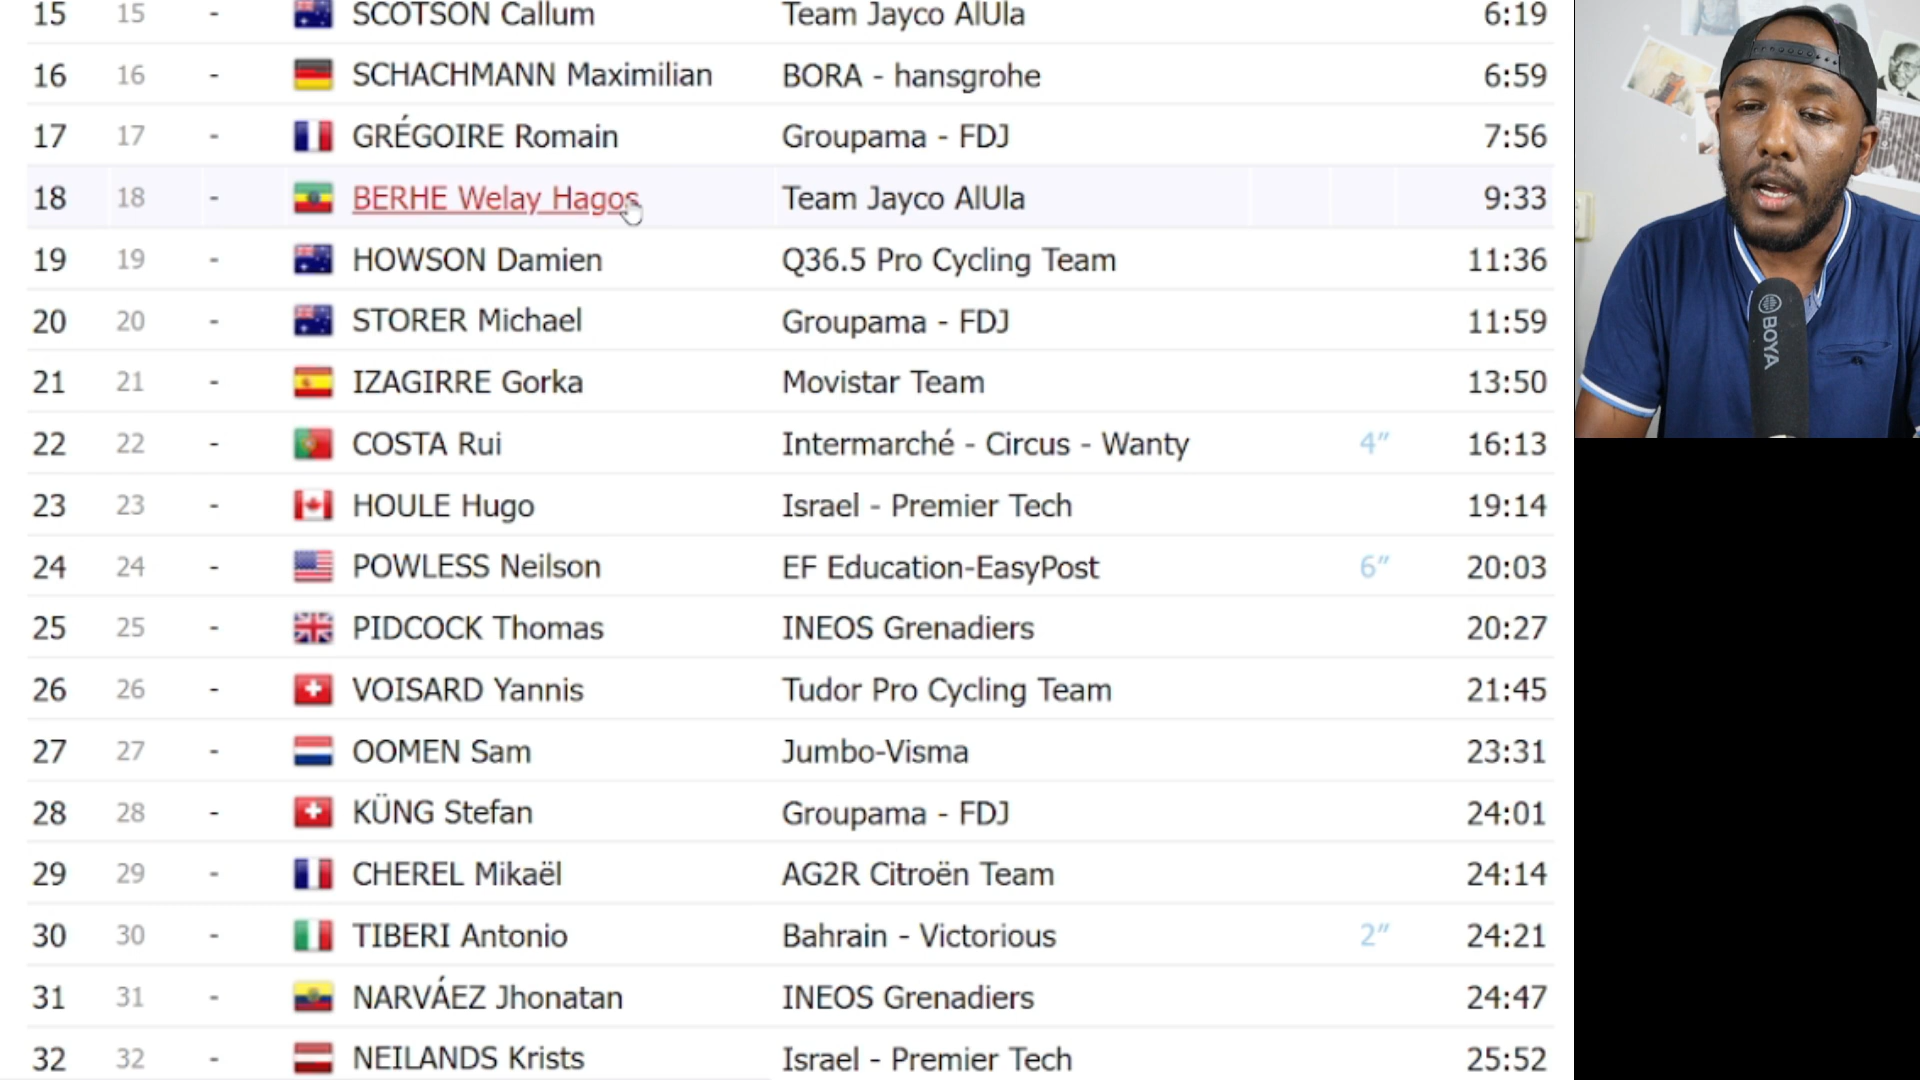 15 15 - SCOTSON Callum Team Jayco AlUla 6:19
16 16 - SCHACHMANN Maximilian BORA - hansgrohe 6:59
17 17 - GRÉGOIRE Romain Groupama - FDJ 7:56
18 18 - BERHE Welay Hagos Team Jayco AlUla 9:33
19 19 - HOWSON Damien Q36.5 Pro Cycling Team 11:36
20 20 - STORER Michael Groupama - FDJ 11:59
21 21 - IZAGIRRE Gorka Movistar Team 13:50
22 22 - COSTA Rui Intermarché - Circus - Wanty 4″ 16:13
23 23 - HOULE Hugo Israel - Premier Tech 19:14
24 24 - POWLESS Neilson EF Education-EasyPost 6″ 20:03
25 25 - PIDCOCK Thomas INEOS Grenadiers 20:27
26 26 - VOISARD Yannis Tudor Pro Cycling Team 21:45
27 27 - OOMEN Sam Jumbo-Visma 23:31
28 28 - KÜNG Stefan Groupama - FDJ 24:01
29 29 - CHEREL Mikaël AG2R Citroën Team 24:14
30 30 - TIBERI Antonio Bahrain - Victorious 2″ 24:21
31 31 - NARVÁEZ Jhonatan INEOS Grenadiers 24:47
32 32 - NEILANDS Krists Israel - Premier Tech 25:52
BOYA